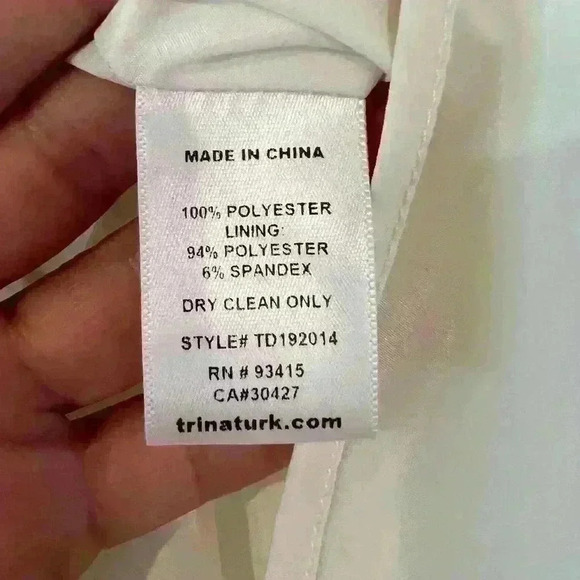 MADE IN CHINA
100% POLYESTER
LINING:
94% POLYESTER
6% SPANDEX
DRY CLEAN ONLY
STYLE# TD192014
RN # 93415
CA#30427
trinaturk.com